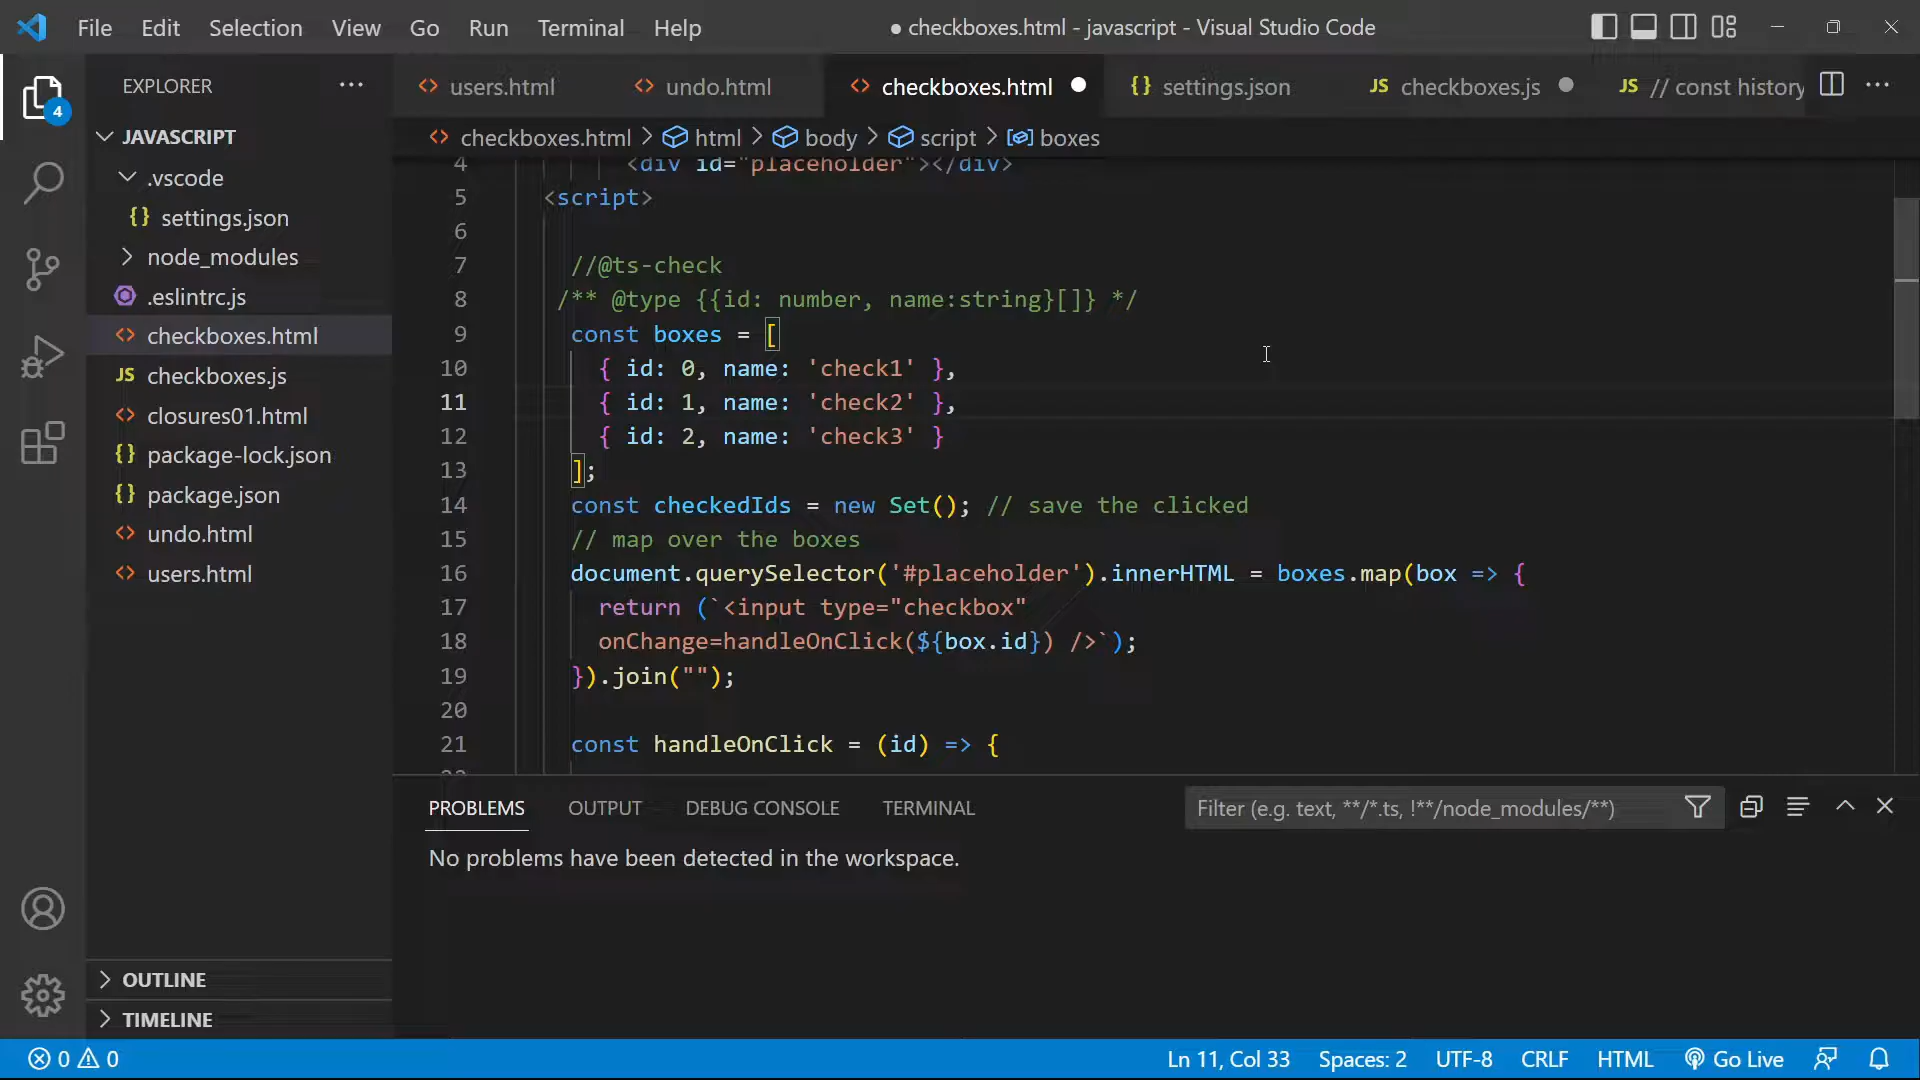 File Edit Selection View Go Run Terminal Help
● checkboxes.html - javascript - Visual Studio Code
EXPLORER
users.html
undo.html
checkboxes.html
{} settings.json
JS checkboxes.js
JS // const history
4
JAVASCRIPT
checkboxes.html > html > body > script > boxes
.vscode
{} settings.json
node_modules
.eslintrc.js
checkboxes.html
JS checkboxes.js
closures01.html
{} package-lock.json
{} package.json
undo.html
users.html
OUTLINE
TIMELINE
4 <div id="placeholder"></div>
5 <script>
6
7 //@ts-check
8 /** @type {{id: number, name:string}[]} */
9 const boxes = [
10 { id: 0, name: 'check1' },
11 { id: 1, name: 'check2' },
12 { id: 2, name: 'check3' }
13 ];
14 const checkedIds = new Set(); // save the clicked
15 // map over the boxes
16 document.querySelector('#placeholder').innerHTML = boxes.map(box => {
17 return (`<input type="checkbox"
18 onChange=handleOnClick(${box.id}) />`);
19 }).join("");
20
21 const handleOnClick = (id) => {
PROBLEMS OUTPUT DEBUG CONSOLE TERMINAL
Filter (e.g. text, **/*.ts, !**/node_modules/**)
No problems have been detected in the workspace.
0 0
Ln 11, Col 33 Spaces: 2 UTF-8 CRLF HTML Go Live